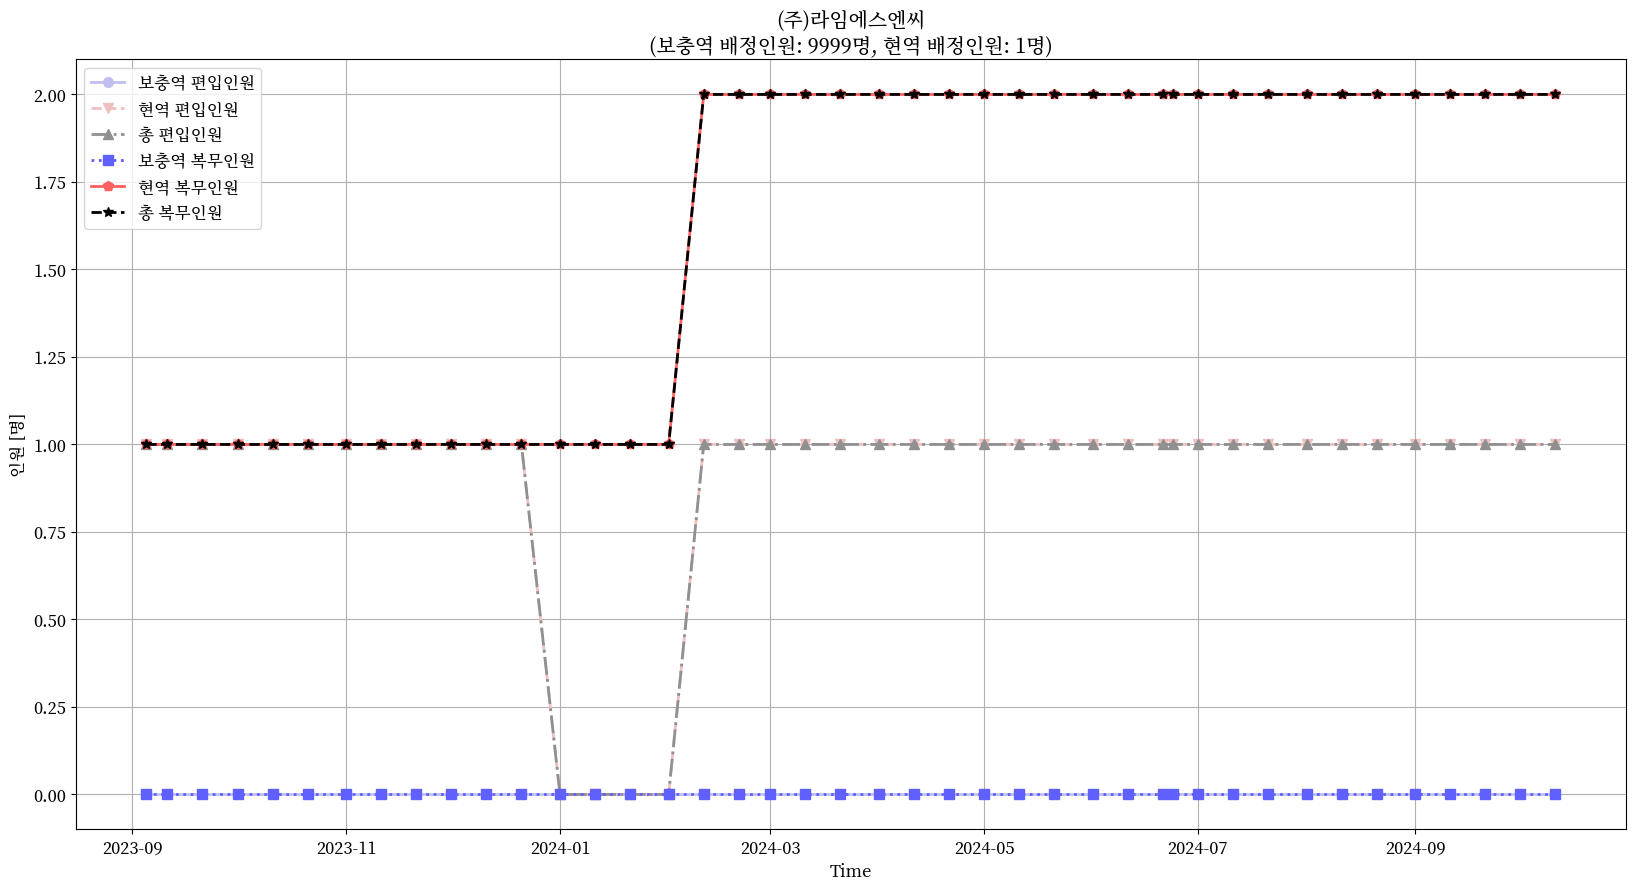 (주)라임에스엔씨
(보충역 배정인원: 9999명, 현역 배정인원: 1명)
보충역 편입인원
현역 편입인원
총 편입인원
보충역 복무인원
현역 복무인원
총 복무인원
2.00
1.75
1.50
1.25
1.00
0.75
0.50
0.25
0.00
인원 [명]
2023-09
2023-11
2024-01
2024-03
2024-05
2024-07
2024-09
Time